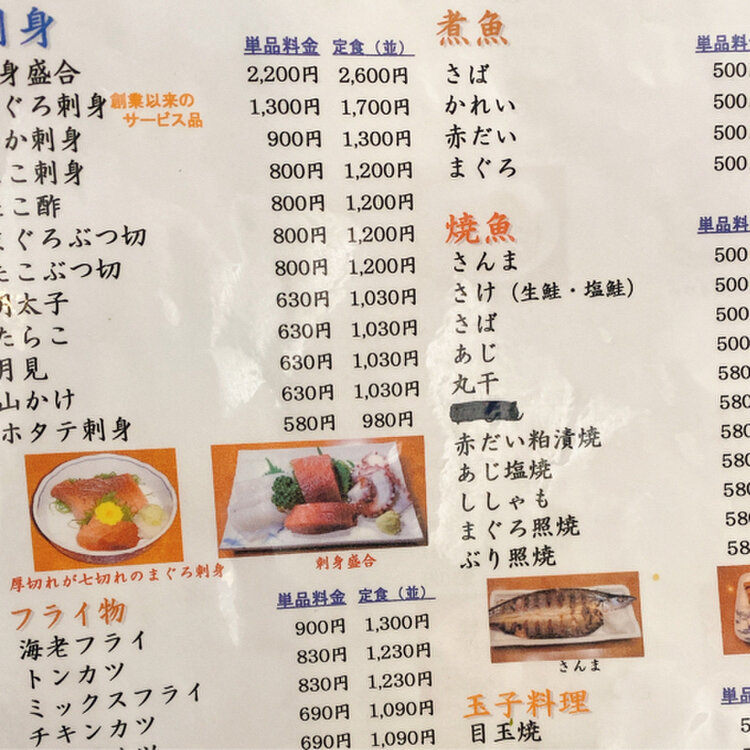 刺身
単品料金 定食（並）
身盛合 2,200円 2,600円
ぐろ刺身 創業以来の サービス品 1,300円 1,700円
か刺身 900円 1,300円
こ刺身 800円 1,200円
こ酢 800円 1,200円
まぐろぶつ切 800円 1,200円
たこぶつ切 800円 1,200円
明太子 630円 1,030円
たらこ 630円 1,030円
月見 630円 1,030円
山かけ 630円 1,030円
ホタテ刺身 580円 980円
厚切れが七切れのまぐろ刺身
刺身盛合
フライ物
単品料金 定食（並）
海老フライ 900円 1,300円
トンカツ 830円 1,230円
ミックスフライ 830円 1,230円
チキンカツ 690円 1,090円
690円 1,090円
煮魚
単品料金
さば 500
かれい 500
赤だい 500
まぐろ 500
焼魚
単品料
さんま 500
さけ（生鮭・塩鮭） 500
さば 500
あじ 500
丸干 580
580
赤だい粕漬焼 580
あじ塩焼 580
ししゃも 580
まぐろ照焼 580
ぶり照焼 580
さんま
玉子料理
単品
目玉焼